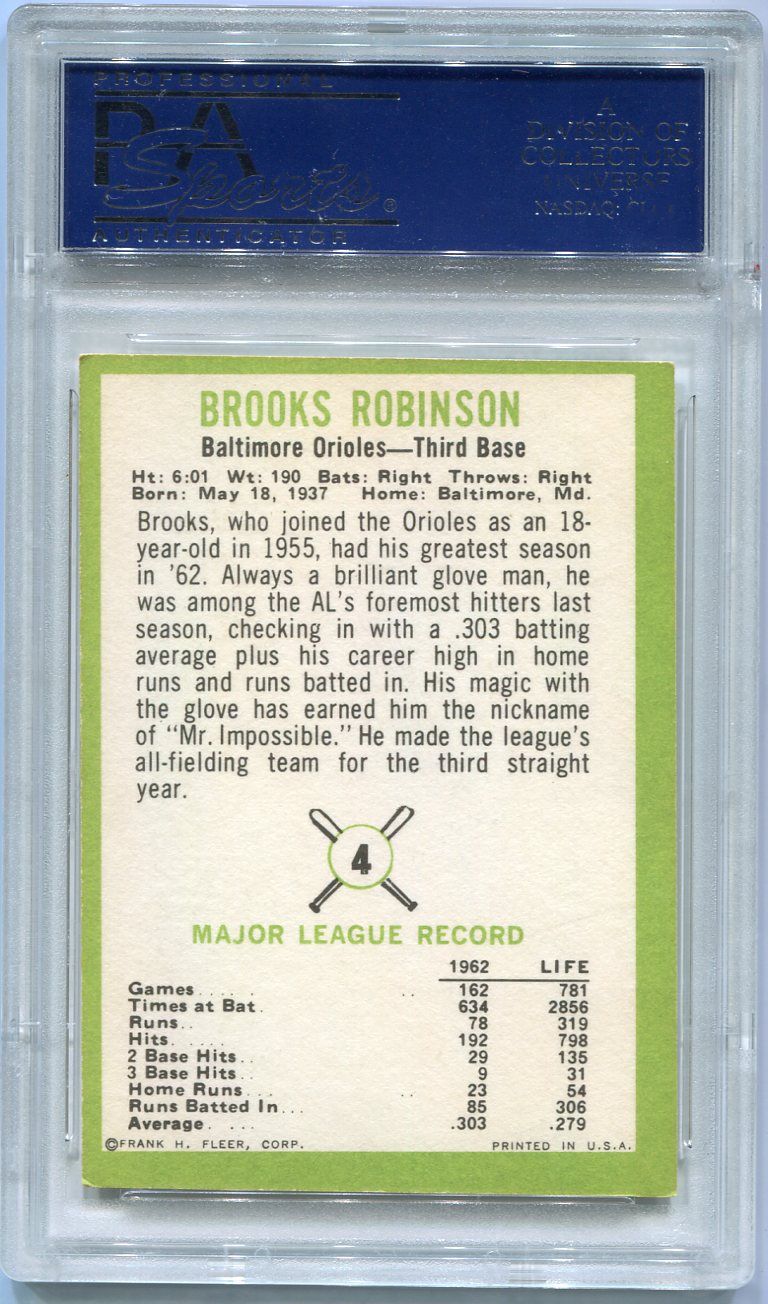 PROFESSIONAL
PSA
Sports®
AUTHENTICATOR
A
DIVISION OF
COLLECTORS
UNIVERSE
NASDAQ:
BROOKS ROBINSON
Baltimore Orioles—Third Base
Ht: 6:01 Wt: 190 Bats: Right Throws: Right
Born: May 18, 1937 Home: Baltimore, Md.
Brooks, who joined the Orioles as an 18-
year-old in 1955, had his greatest season
in '62. Always a brilliant glove man, he
was among the AL's foremost hitters last
season, checking in with a .303 batting
average plus his career high in home
runs and runs batted in. His magic with
the glove has earned him the nickname
of "Mr. Impossible." He made the league's
all-fielding team for the third straight
year.
4
MAJOR LEAGUE RECORD
1962 LIFE
Games 162 781
Times at Bat 634 2856
Runs 78 319
Hits 192 798
2 Base Hits 29 135
3 Base Hits 9 31
Home Runs 23 54
Runs Batted In 85 306
Average .303 .279
©FRANK H. FLEER, CORP. PRINTED IN U.S.A.